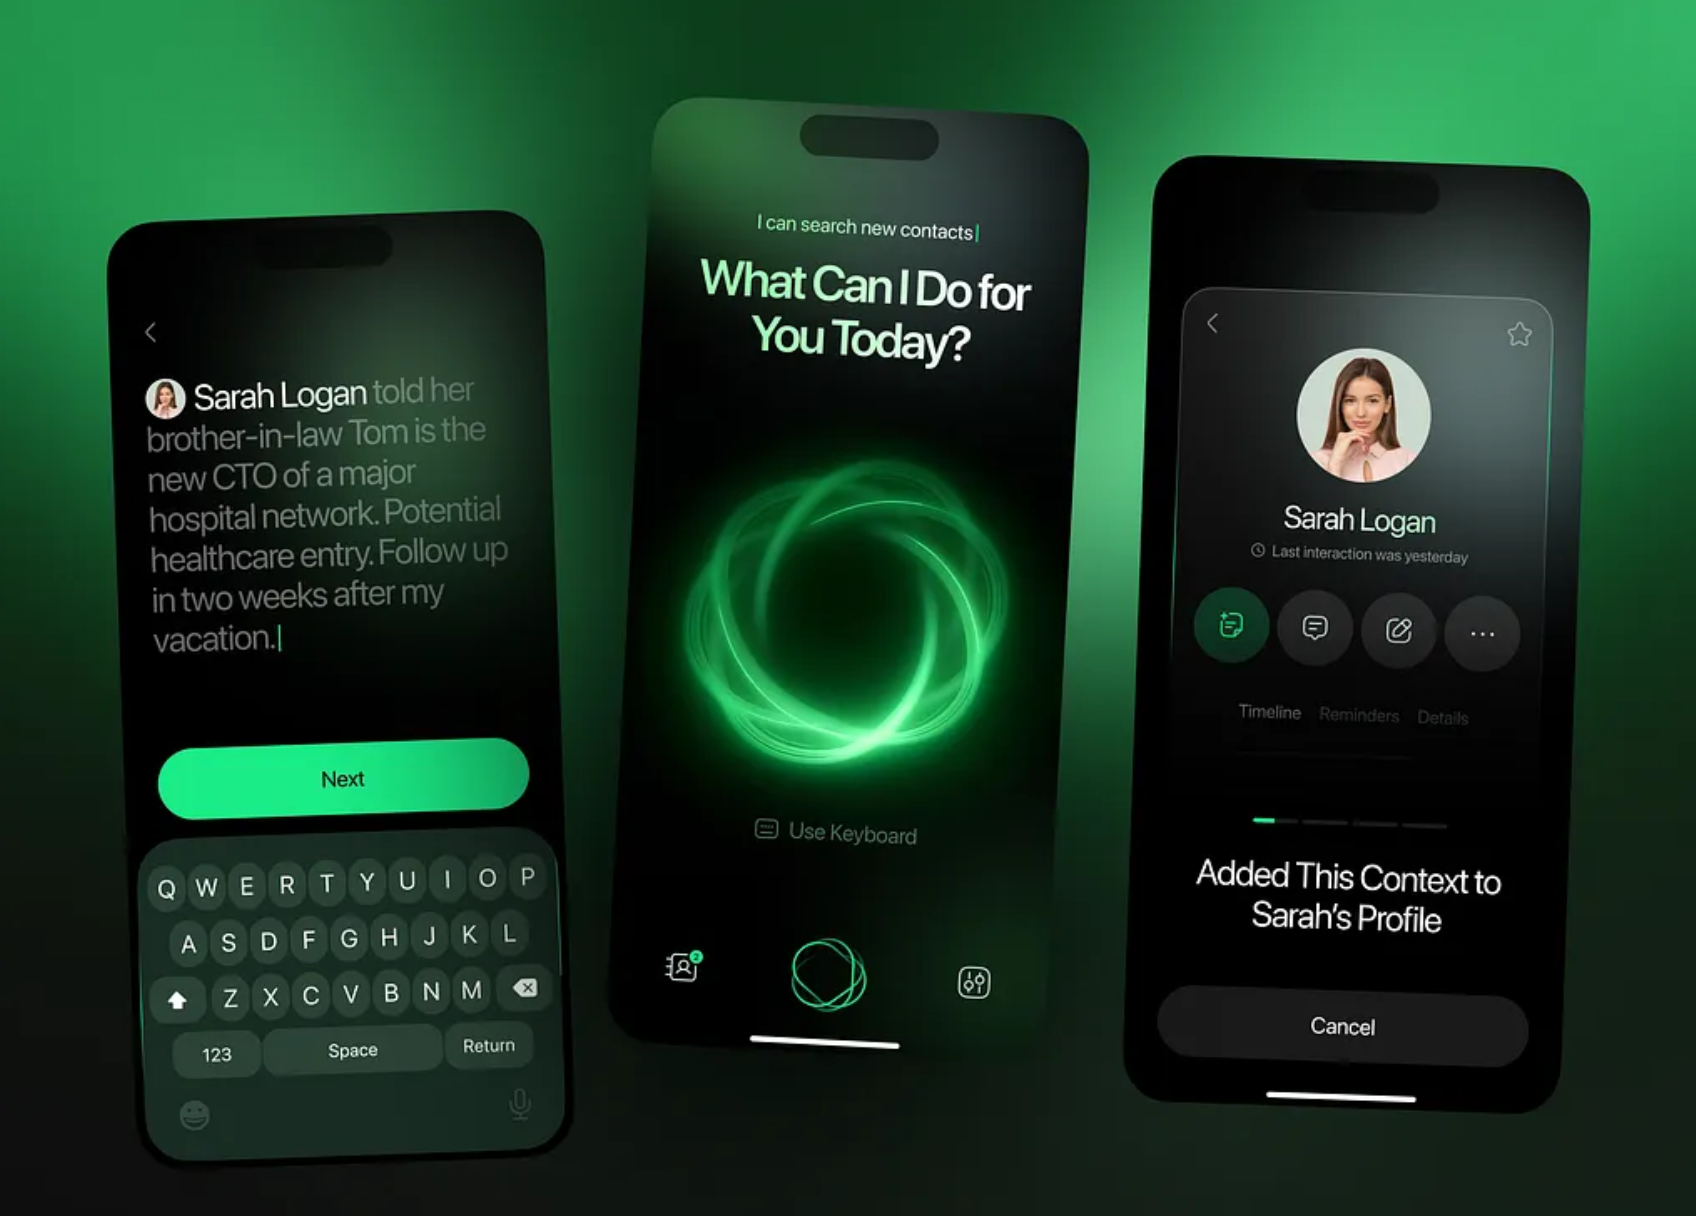 Sarah Logan told her
brother-in-law Tom is the
new CTO of a major
hospital network. Potential
healthcare entry. Follow up
in two weeks after my
vacation.
Next
Q W E R T Y U I O P
A S D F G H J K L
Z X C V B N M
123 Space Return
I can search new contacts
What Can I Do for
You Today?
Use Keyboard
2
Sarah Logan
Last interaction was yesterday
Timeline Reminders Details
Added This Context to
Sarah's Profile
Cancel